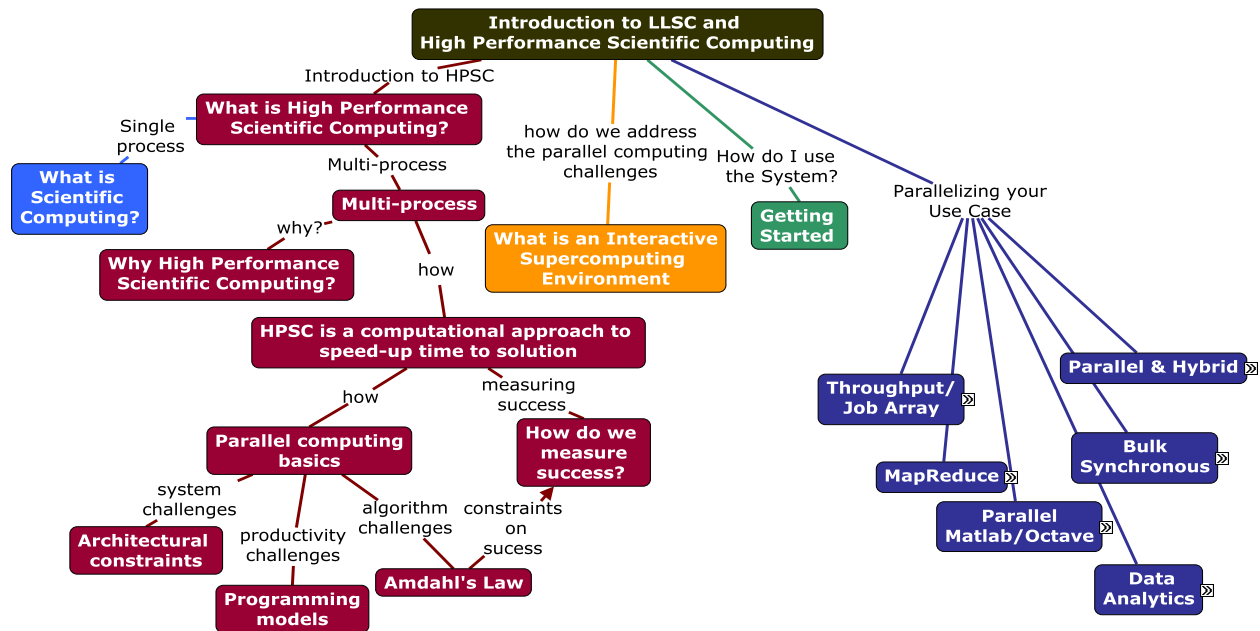 Introduction to LLSC and
High Performance Scientific Computing
Introduction to HPSC
What is High Performance
Scientific Computing?
Single
process
What is
Scientific
Computing?
Multi-process
Multi-process
why?
Why High Performance
Scientific Computing?
how
HPSC is a computational approach to
speed-up time to solution
how
Parallel computing
basics
measuring
success
How do we
measure
success?
system
challenges
Architectural
constraints
productivity
challenges
Programming
models
algorithm
challenges
Amdahl's Law
constraints
on
sucess
how do we address
the parallel computing
challenges
What is an Interactive
Supercomputing
Environment
How do I use
the System?
Getting
Started
Parallelizing your
Use Case
Throughput/
Job Array
MapReduce
Parallel
Matlab/Octave
Parallel & Hybrid
Bulk
Synchronous
Data
Analytics